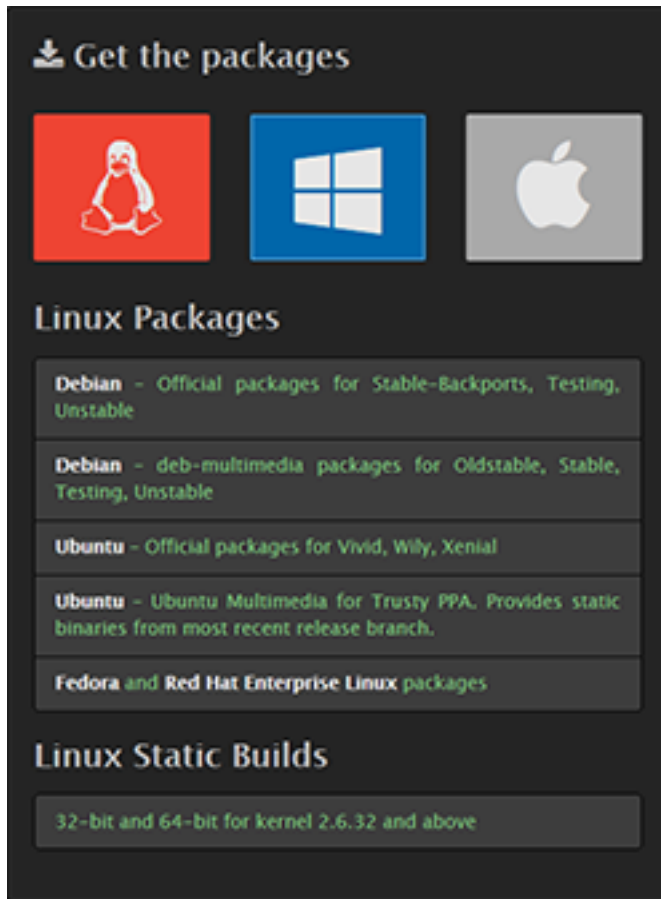 Get the packages
Linux Packages
Debian - Official packages for Stable-Backports, Testing,
Unstable
Debian - deb-multimedia packages for Oldstable, Stable,
Testing, Unstable
Ubuntu - Official packages for Vivid, Wily, Xenial
Ubuntu - Ubuntu Multimedia for Trusty PPA. Provides static
binaries from most recent release branch.
Fedora and Red Hat Enterprise Linux packages
Linux Static Builds
32-bit and 64-bit for kernel 2.6.32 and above